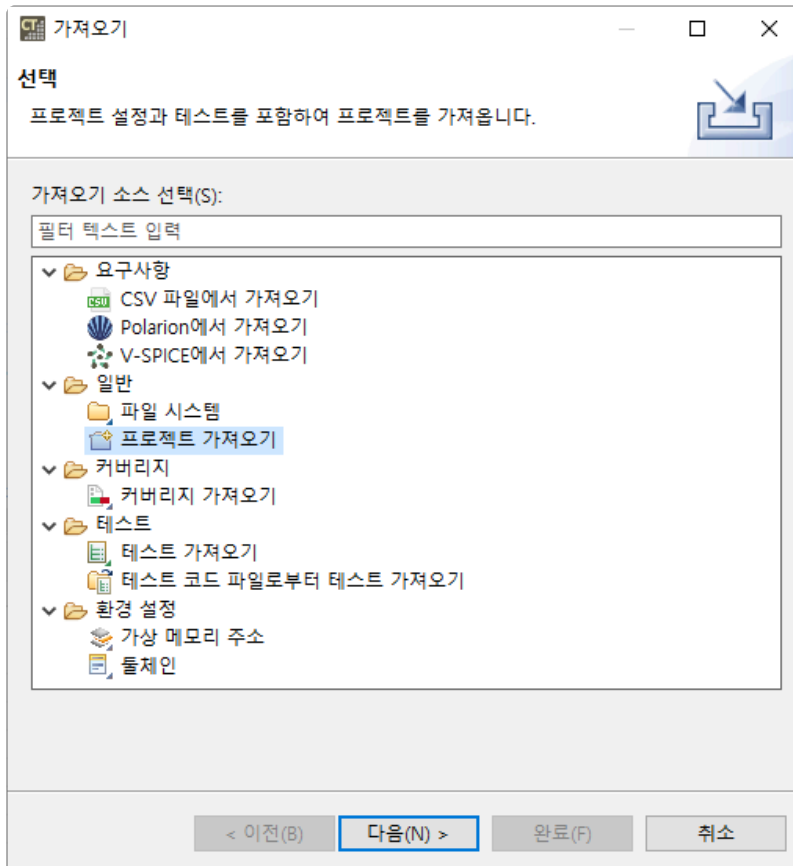 CT 가져오기
선택
프로젝트 설정과 테스트를 포함하여 프로젝트를 가져옵니다.
가져오기 소스 선택(S):
필터 텍스트 입력
요구사항
CSV CSV 파일에서 가져오기
Polarion에서 가져오기
V-SPICE에서 가져오기
일반
파일 시스템
프로젝트 가져오기
커버리지
커버리지 가져오기
테스트
테스트 가져오기
테스트 코드 파일로부터 테스트 가져오기
환경 설정
가상 메모리 주소
툴체인
< 이전(B) 다음(N) > 완료(F) 취소